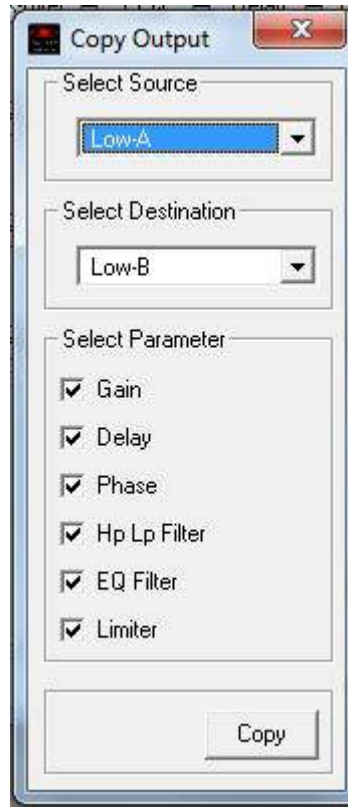 Copy Output
Select Source
Low-A
Select Destination
Low-B
Select Parameter
Gain
Delay
Phase
Hp Lp Filter
EQ Filter
Limiter
Copy